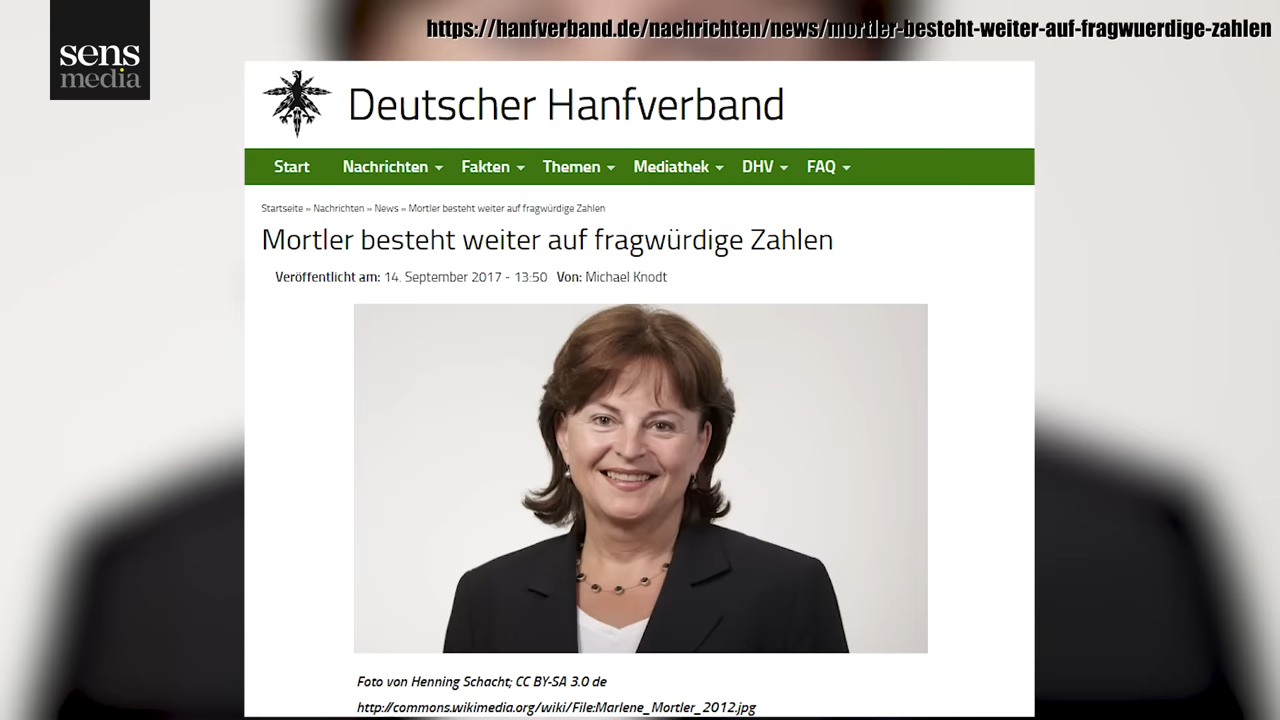 sens
media
https://hanfverband.de/nachrichten/news/mortler-besteht-weiter-auf-fragwuerdige-zahlen
Deutscher Hanfverband
Start Nachrichten Fakten Themen Mediathek DHV FAQ
Startseite » Nachrichten » News » Mortler besteht weiter auf fragwürdige Zahlen
Mortler besteht weiter auf fragwürdige Zahlen
Veröffentlicht am: 14. September 2017 - 13:50 Von: Michael Knodt
Foto von Henning Schacht; CC BY-SA 3.0 de
http://commons.wikimedia.org/wiki/File:Marlene_Mortler_2012.jpg